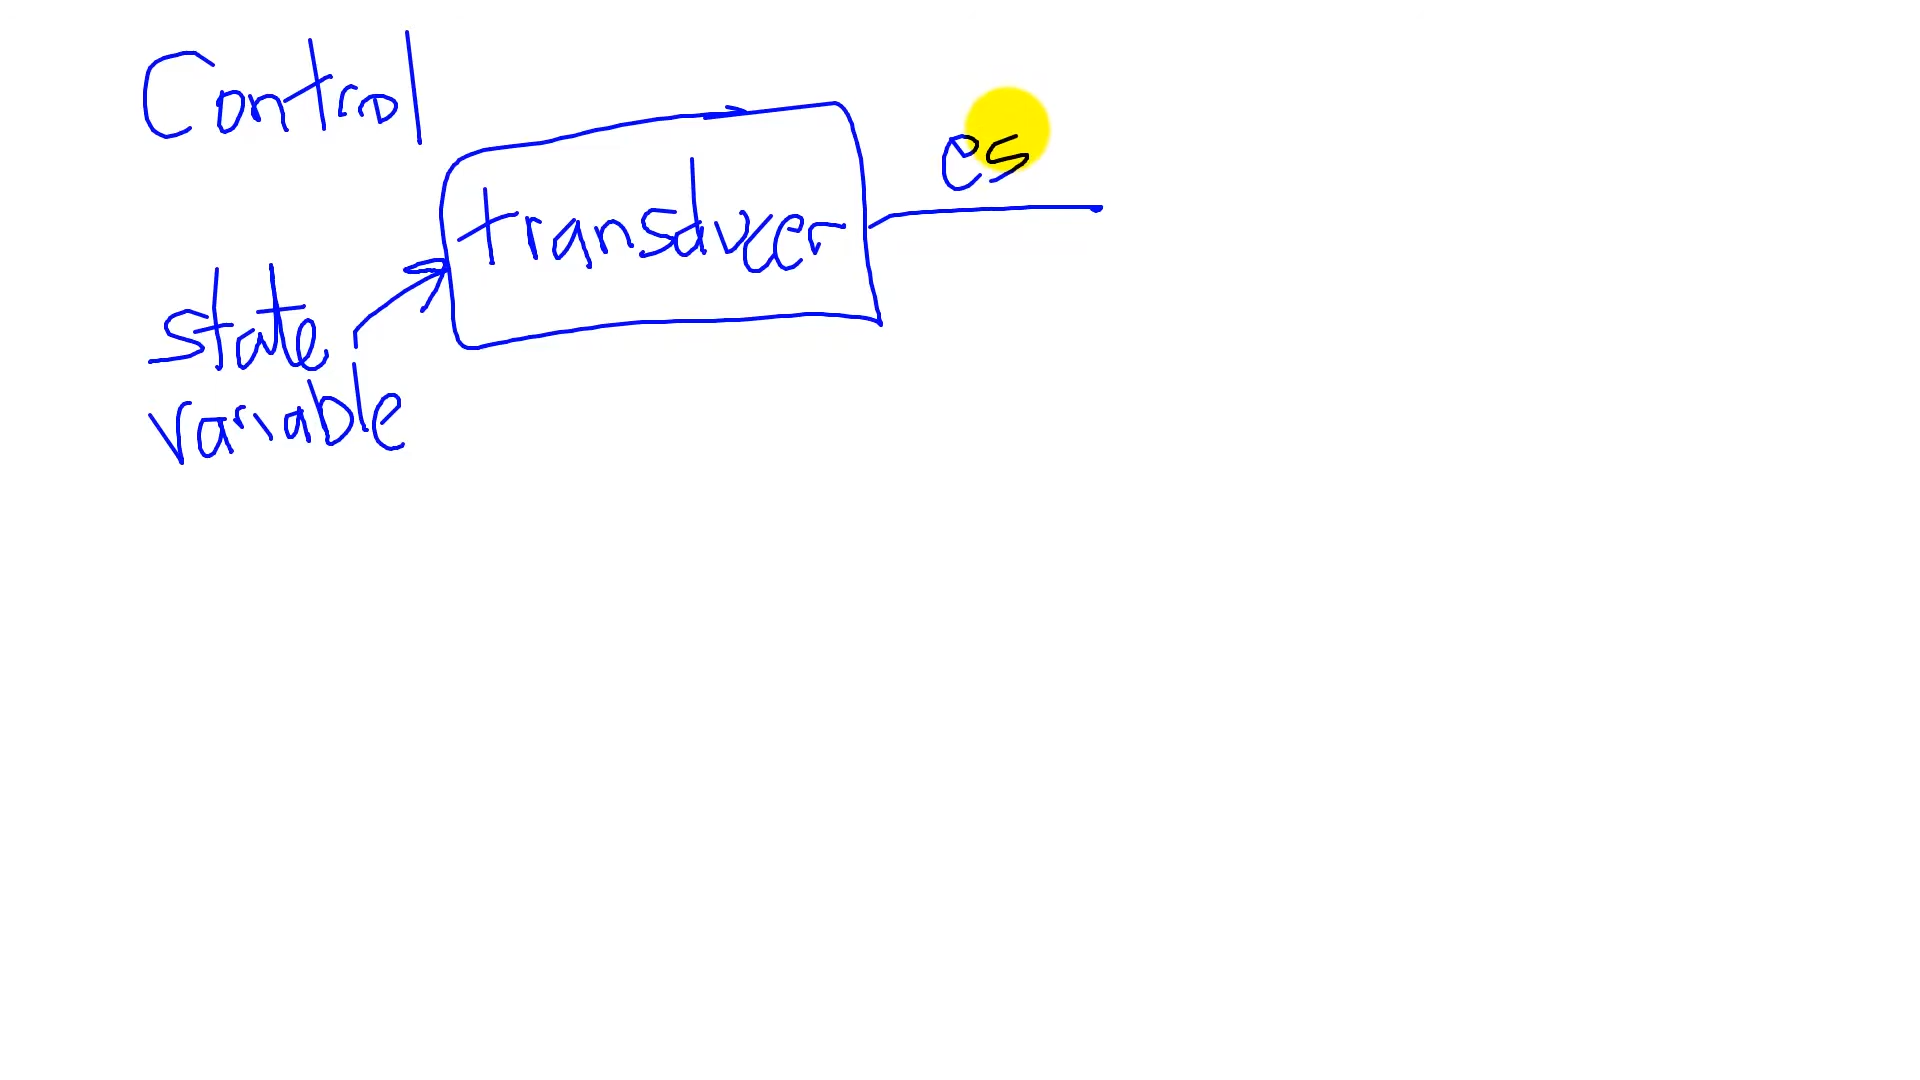 Control
transducer
es
state
variable